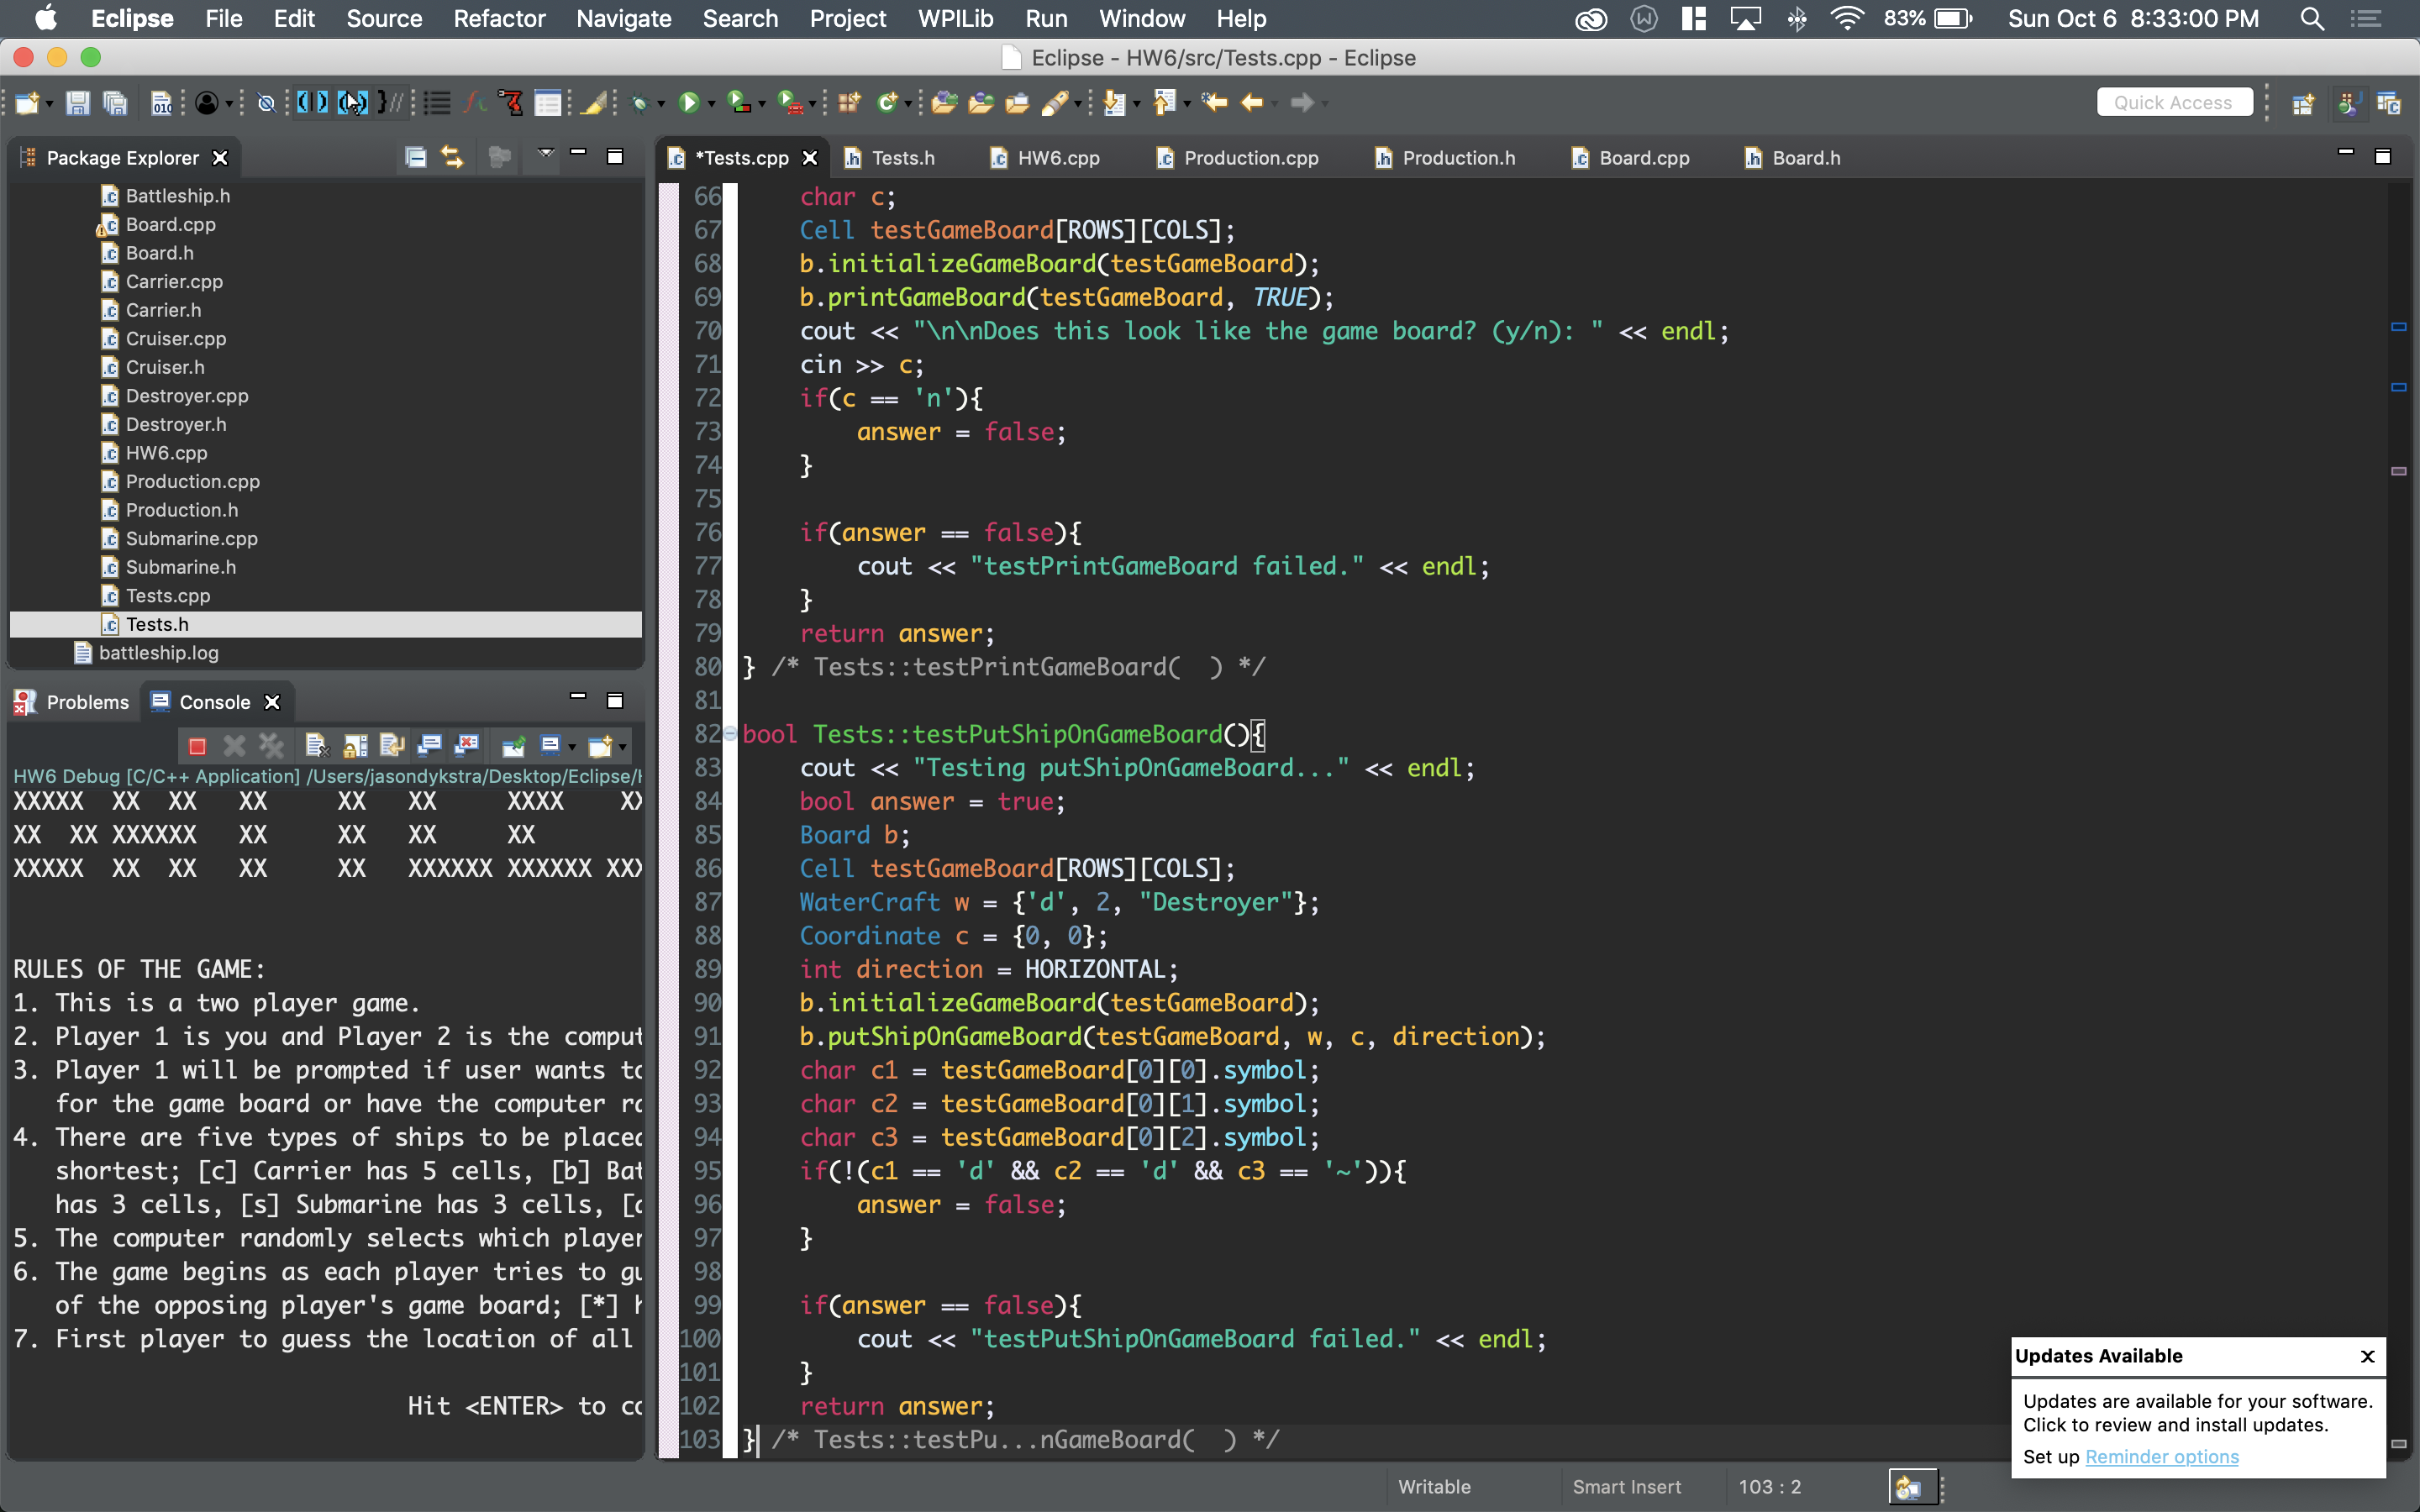 Eclipse File Edit Source Refactor Navigate Search Project WPILib Run Window Help 83% Sun Oct 6 8:33:00 PM
Eclipse - HW6/src/Tests.cpp - Eclipse
Quick Access
Package Explorer
Battleship.h
Board.cpp
Board.h
Carrier.cpp
Carrier.h
Cruiser.cpp
Cruiser.h
Destroyer.cpp
Destroyer.h
HW6.cpp
Production.cpp
Production.h
Submarine.cpp
Submarine.h
Tests.cpp
Tests.h
battleship.log
Problems Console
HW6 Debug [C/C++ Application] /Users/jasondykstra/Desktop/Eclipse/
XXXXX  XX  XX   XX     XX   XX     XXXX    XX
XX  XX XXXXXX   XX     XX   XX     XX
XXXXX  XX  XX   XX     XX   XXXXXX XXXXXX XXX
RULES OF THE GAME:
1. This is a two player game.
2. Player 1 is you and Player 2 is the comput
3. Player 1 will be prompted if user wants to
for the game board or have the computer ra
4. There are five types of ships to be placed
shortest; [c] Carrier has 5 cells, [b] Bat
has 3 cells, [s] Submarine has 3 cells, [d
5. The computer randomly selects which player
6. The game begins as each player tries to gu
of the opposing player's game board; [*] h
7. First player to guess the location of all
Hit <ENTER> to co
*Tests.cpp Tests.h HW6.cpp Production.cpp Production.h Board.cpp Board.h
66 char c;
67 Cell testGameBoard[ROWS][COLS];
68 b.initializeGameBoard(testGameBoard);
69 b.printGameBoard(testGameBoard, TRUE);
70 cout << "\n\nDoes this look like the game board? (y/n): " << endl;
71 cin >> c;
72 if(c == 'n'){
73 answer = false;
74 }
75
76 if(answer == false){
77 cout << "testPrintGameBoard failed." << endl;
78 }
79 return answer;
80 } /* Tests::testPrintGameBoard(  ) */
81
82 bool Tests::testPutShipOnGameBoard(){
83 cout << "Testing putShipOnGameBoard..." << endl;
84 bool answer = true;
85 Board b;
86 Cell testGameBoard[ROWS][COLS];
87 WaterCraft w = {'d', 2, "Destroyer"};
88 Coordinate c = {0, 0};
89 int direction = HORIZONTAL;
90 b.initializeGameBoard(testGameBoard);
91 b.putShipOnGameBoard(testGameBoard, w, c, direction);
92 char c1 = testGameBoard[0][0].symbol;
93 char c2 = testGameBoard[0][1].symbol;
94 char c3 = testGameBoard[0][2].symbol;
95 if(!(c1 == 'd' && c2 == 'd' && c3 == '~')){
96 answer = false;
97 }
98
99 if(answer == false){
100 cout << "testPutShipOnGameBoard failed." << endl;
101 }
102 return answer;
103 } /* Tests::testPu...nGameBoard(  ) */
Updates Available
Updates are available for your software.
Click to review and install updates.
Set up Reminder options
Writable Smart Insert 103 : 2